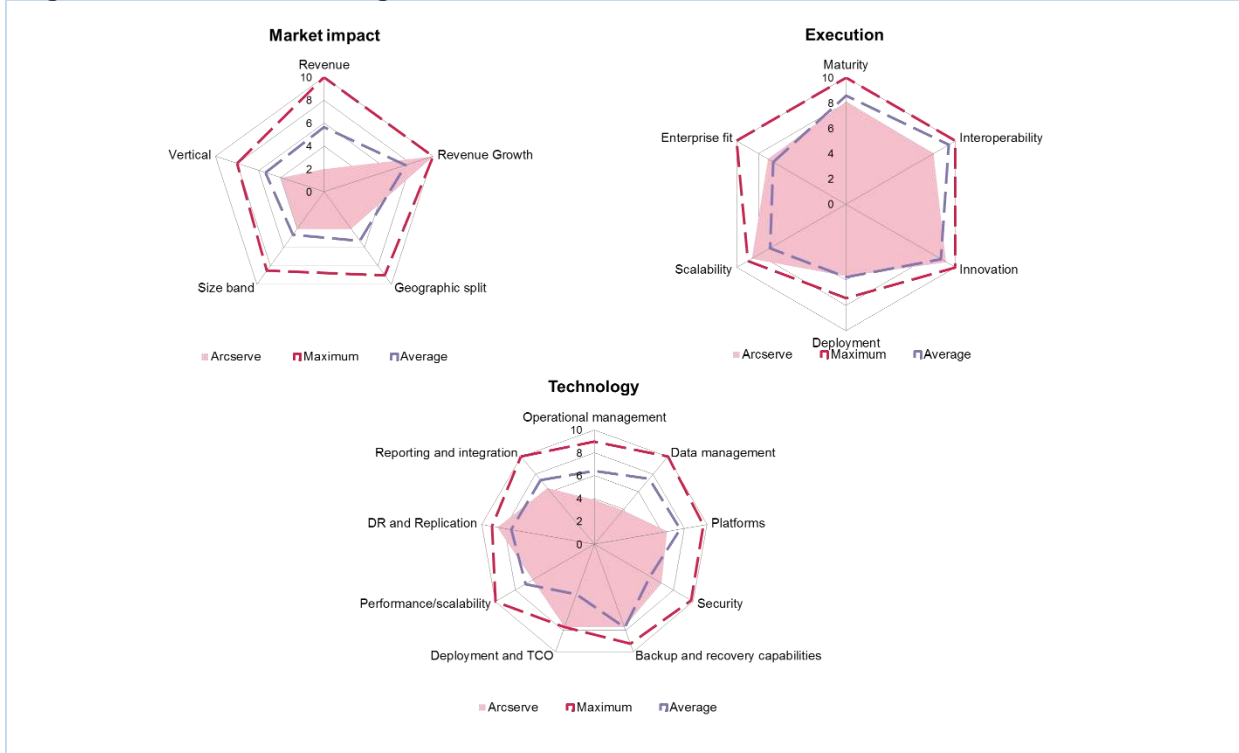 Market impact
Revenue
10
8
6
4
2
0
Revenue Growth
Geographic split
Size band
Vertical
Arcserve Maximum Average
Execution
Maturity
10
8
6
4
2
0
Interoperability
Innovation
Deployment
Scalability
Enterprise fit
Arcserve Maximum Average
Technology
Operational management
10
8
6
4
2
0
Data management
Platforms
Security
Backup and recovery capabilities
Deployment and TCO
Performance/scalability
DR and Replication
Reporting and integration
Arcserve Maximum Average